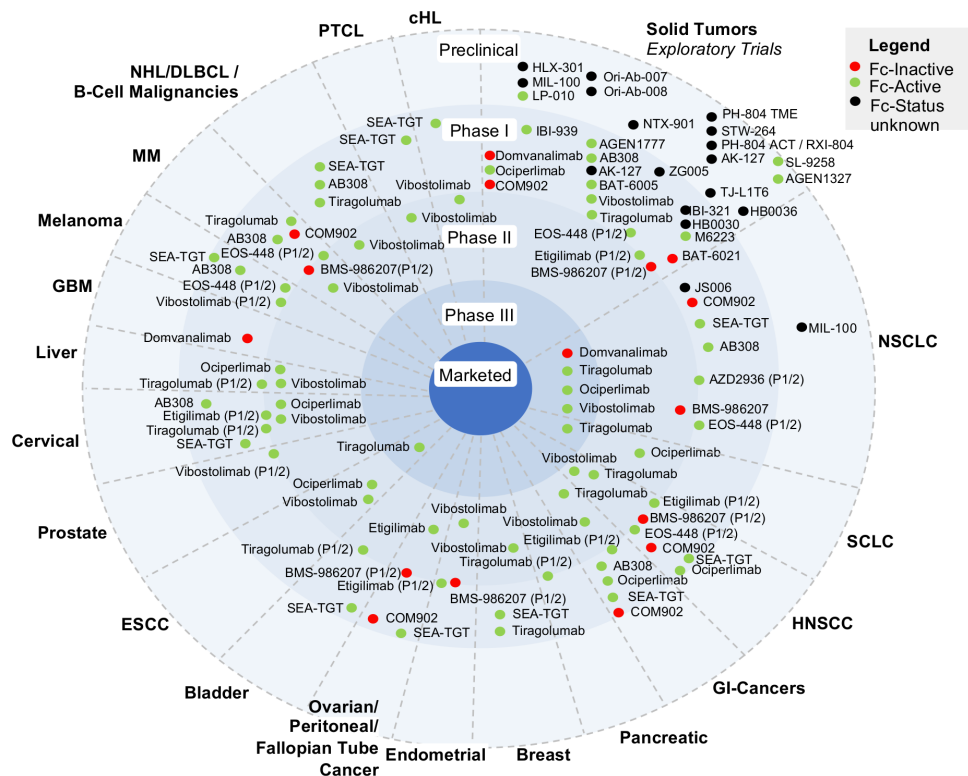 cHL
PTCL
Solid Tumors
Exploratory Trials
Legend
Fc-Inactive
Fc-Active
Fc-Status
unknown
NHL/DLBCL /
B-Cell Malignancies
MM
Melanoma
GBM
Liver
Cervical
Prostate
ESCC
Bladder
Ovarian/
Peritoneal/
Fallopian Tube
Cancer
Endometrial
Breast
Pancreatic
GI-Cancers
HNSCC
SCLC
NSCLC
Preclinical
Phase I
Phase II
Phase III
Marketed
HLX-301
MIL-100
LP-010
Ori-Ab-007
Ori-Ab-008
IBI-939
NTX-901
PH-804 TME
STW-264
PH-804 ACT / RXI-804
AK-127
SL-9258
AGEN1327
Domvanalimab
Ociperlimab
COM902
AGEN1777
AB308
AK-127
BAT-6005
Vibostolimab
Tiragolumab
ZG005
TJ-L1T6
IBI-321
HB0036
HB0030
M6223
EOS-448 (P1/2)
Etigilimab (P1/2)
BMS-986207 (P1/2)
BAT-6021
SEA-TGT
SEA-TGT
Vibostolimab
Vibostolimab
SEA-TGT
AB308
Tiragolumab
Vibostolimab
Tiragolumab
COM902
AB308
EOS-448 (P1/2)
BMS-986207(P1/2)
Vibostolimab
SEA-TGT
AB308
EOS-448 (P1/2)
Vibostolimab (P1/2)
Domvanalimab
Ociperlimab
Tiragolumab (P1/2)
Vibostolimab
AB308
Ociperlimab
Etigilimab (P1/2)
Vibostolimab
Tiragolumab (P1/2)
SEA-TGT
Vibostolimab (P1/2)
JS006
COM902
SEA-TGT
MIL-100
AB308
AZD2936 (P1/2)
BMS-986207
EOS-448 (P1/2)
Domvanalimab
Tiragolumab
Ociperlimab
Vibostolimab
Tiragolumab
Ociperlimab
Vibostolimab
Tiragolumab
Tiragolumab
Etigilimab (P1/2)
BMS-986207 (P1/2)
EOS-448 (P1/2)
COM902
SEA-TGT
Ociperlimab
Vibostolimab
Etigilimab (P1/2)
AB308
Ociperlimab
SEA-TGT
COM902
Vibostolimab
Tiragolumab (P1/2)
BMS-986207 (P1/2)
SEA-TGT
Tiragolumab
Vibostolimab
Etigilimab
BMS-986207 (P1/2)
Etigilimab (P1/2)
COM902
SEA-TGT
Tiragolumab
Ociperlimab
Vibostolimab
Tiragolumab (P1/2)
SEA-TGT